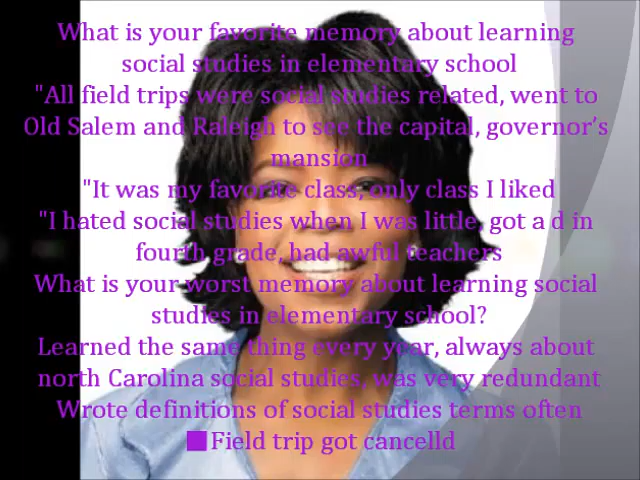 What is your favorite memory about learning
social studies in elementary school
"All field trips were social studies related, went to
Old Salem and Raleigh to see the capital, governor's
mansion
"It was my favorite class, only class I liked
"I hated social studies when I was little, got a d in
fourth grade, had awful teachers
What is your worst memory about learning social
studies in elementary school?
Learned the same thing every year, always about
north Carolina social studies, was very redundant
Wrote definitions of social studies terms often
Field trip got cancelld